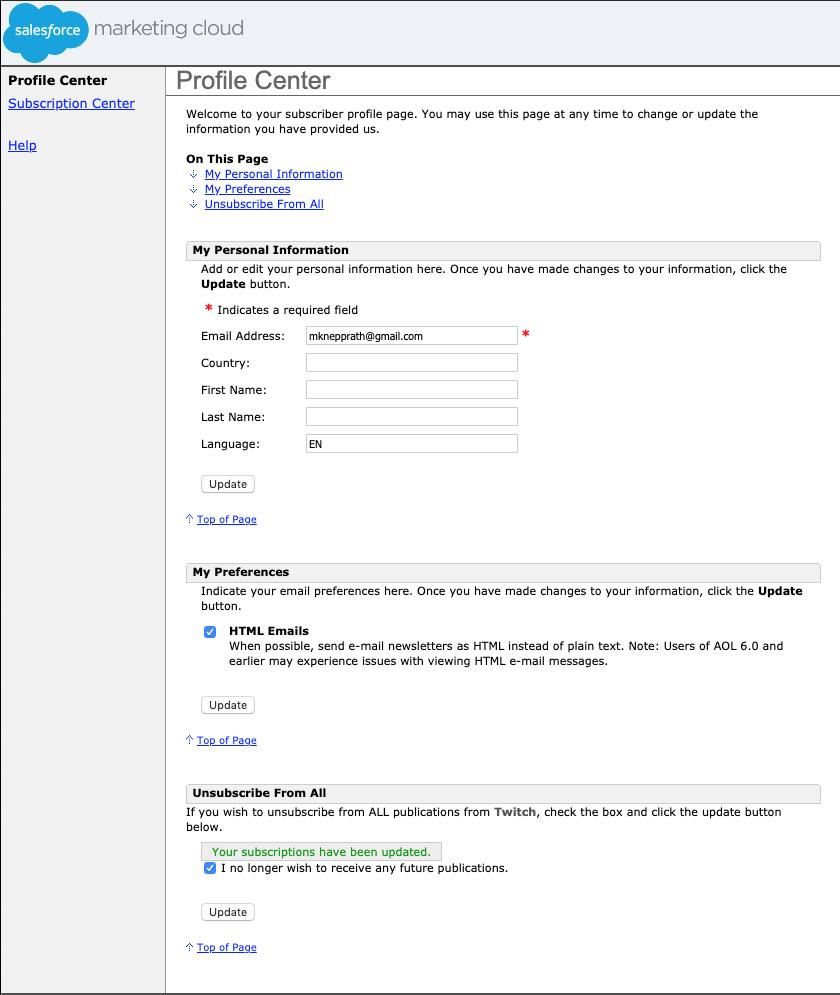 salesforce marketing cloud
Profile Center
Subscription Center
Help
Profile Center
Welcome to your subscriber profile page. You may use this page at any time to change or update the
information you have provided us.
On This Page
↓ My Personal Information
↓ My Preferences
↓ Unsubscribe From All
My Personal Information
Add or edit your personal information here. Once you have made changes to your information, click the
Update button.
* Indicates a required field
Email Address: mknepprath@gmail.com *
Country:
First Name:
Last Name:
Language: EN
Update
↑ Top of Page
My Preferences
Indicate your email preferences here. Once you have made changes to your information, click the Update
button.
HTML Emails
When possible, send e-mail newsletters as HTML instead of plain text. Note: Users of AOL 6.0 and
earlier may experience issues with viewing HTML e-mail messages.
Update
↑ Top of Page
Unsubscribe From All
If you wish to unsubscribe from ALL publications from Twitch, check the box and click the update button
below.
Your subscriptions have been updated.
I no longer wish to receive any future publications.
Update
↑ Top of Page